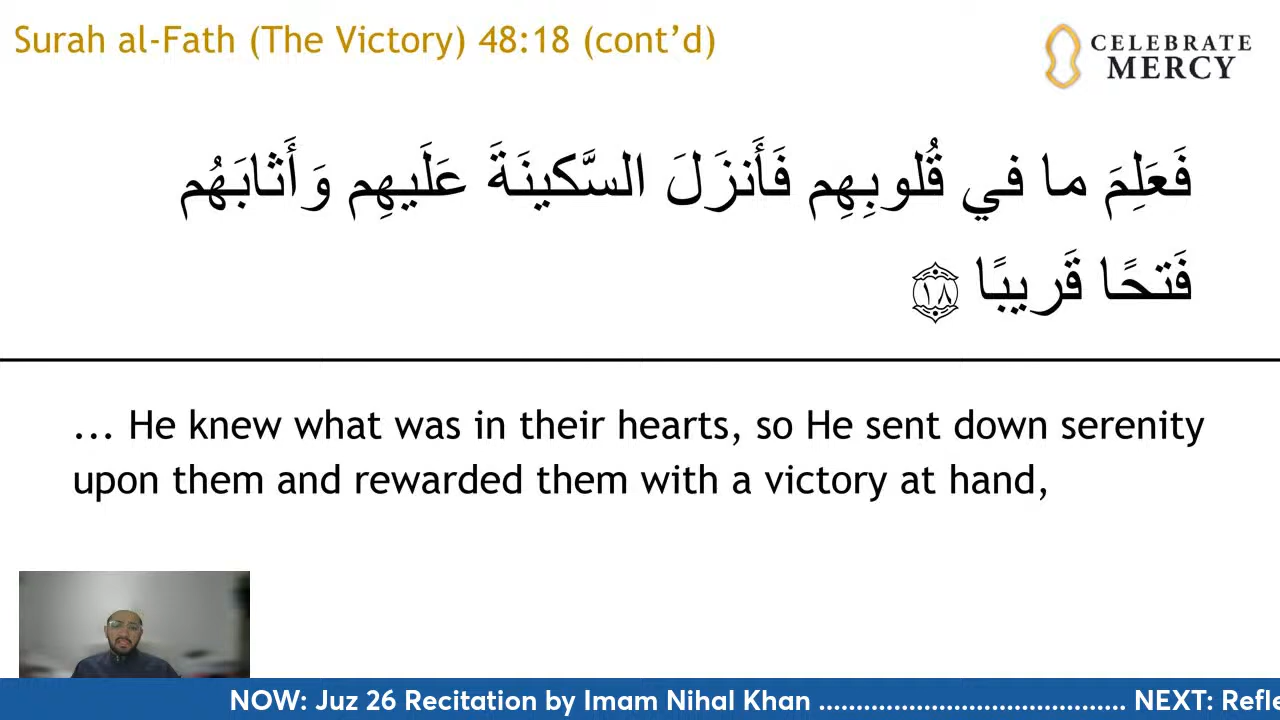 Surah al-Fath (The Victory) 48:18 (cont’d)
CELEBRATE
MERCY
فَعَلِمَ ما في قُلوبِهِم فَأَنزَلَ السَّكينَةَ عَلَيهِم وَأَثابَهُم
فَتحًا قَريبًا ١٨
... He knew what was in their hearts, so He sent down serenity
upon them and rewarded them with a victory at hand,
NOW: Juz 26 Recitation by Imam Nihal Khan .......................................... NEXT: Refle